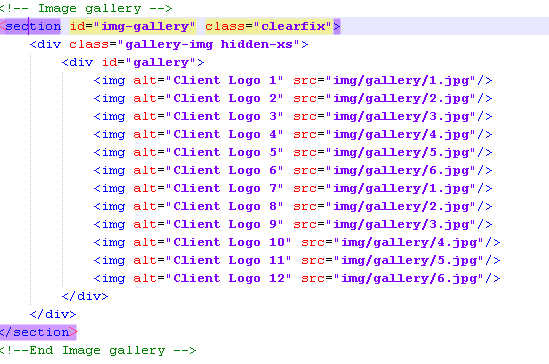 <!-- Image gallery -->
<section id="img-gallery" class="clearfix">
<div class="gallery-img hidden-xs">
<div id="gallery">
<img alt="Client Logo 1" src="img/gallery/1.jpg"/>
<img alt="Client Logo 2" src="img/gallery/2.jpg"/>
<img alt="Client Logo 3" src="img/gallery/3.jpg"/>
<img alt="Client Logo 4" src="img/gallery/4.jpg"/>
<img alt="Client Logo 5" src="img/gallery/5.jpg"/>
<img alt="Client Logo 6" src="img/gallery/6.jpg"/>
<img alt="Client Logo 7" src="img/gallery/1.jpg"/>
<img alt="Client Logo 8" src="img/gallery/2.jpg"/>
<img alt="Client Logo 9" src="img/gallery/3.jpg"/>
<img alt="Client Logo 10" src="img/gallery/4.jpg"/>
<img alt="Client Logo 11" src="img/gallery/5.jpg"/>
<img alt="Client Logo 12" src="img/gallery/6.jpg"/>
</div>
</div>
</section>
<!--End Image gallery -->